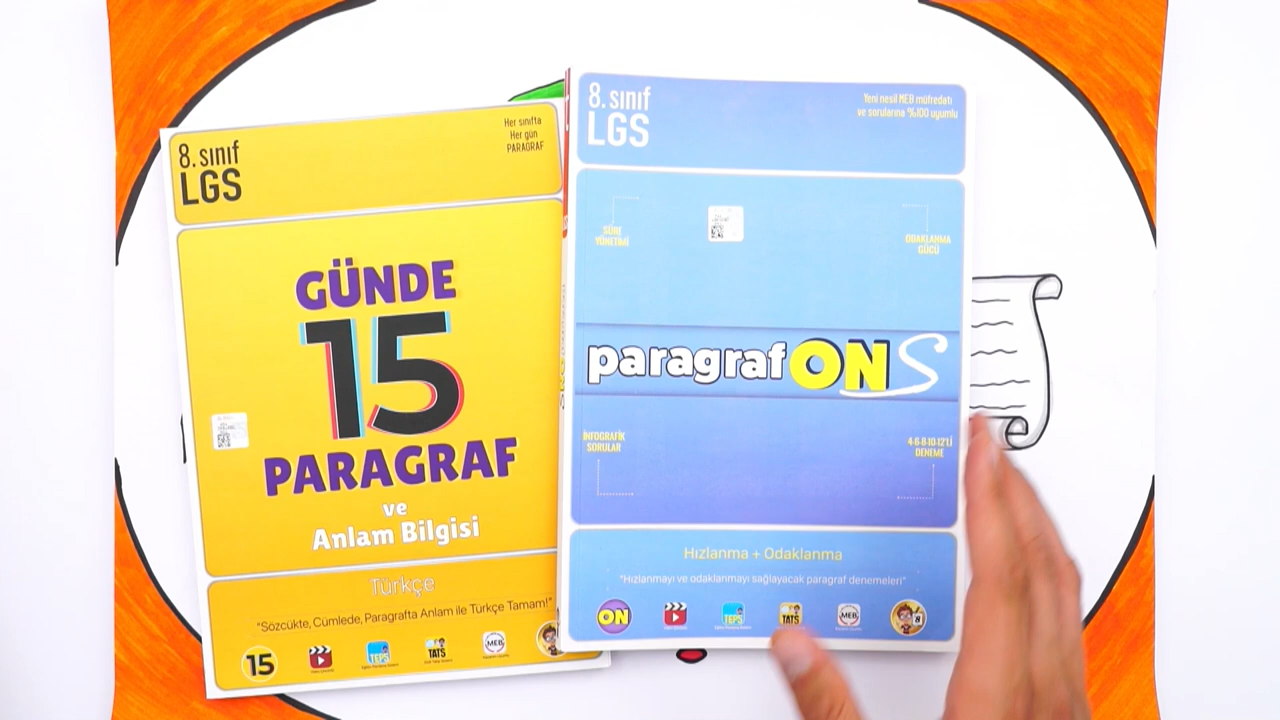 8. sınıf
LGS
Her sınıfta
Her gün
PARAGRAF
GÜNDE
15
PARAGRAF
ve
Anlam Bilgisi
Türkçe
"Sözcükte, Cümlede, Paragrafta Anlam ile Türkçe Tamam!"
15
TEPS
TATS
MEB
8. sınıf
LGS
Yeni nesil MEB müfredatı
ve sorularına %100 uyumlu
SÜRE
YÖNETİMİ
ODAKLANMA
GÜCÜ
paragrafONS
İNFOGRAFİK
SORULAR
4-6-8-10-12'Lİ
DENEME
Hızlanma + Odaklanma
"Hızlanmayı ve odaklanmayı sağlayacak paragraf denemeleri"
ON
TEPS
TATS
MEB
8